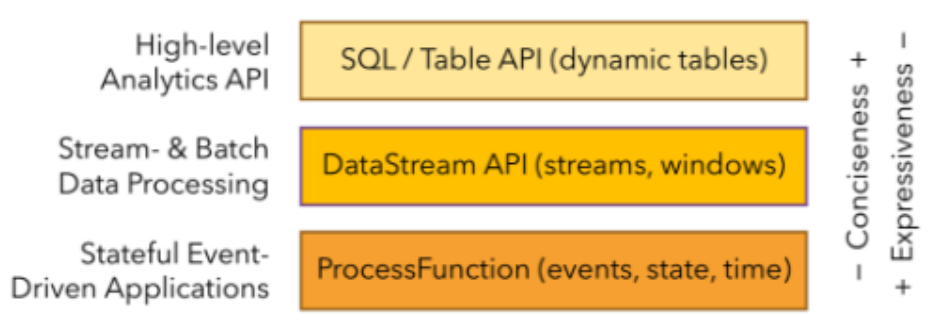 High-level
Analytics API
SQL / Table API (dynamic tables)
Stream- & Batch
Data Processing
DataStream API (streams, windows)
Stateful Event-
Driven Applications
ProcessFunction (events, state, time)
– Conciseness +
+ Expressiveness –